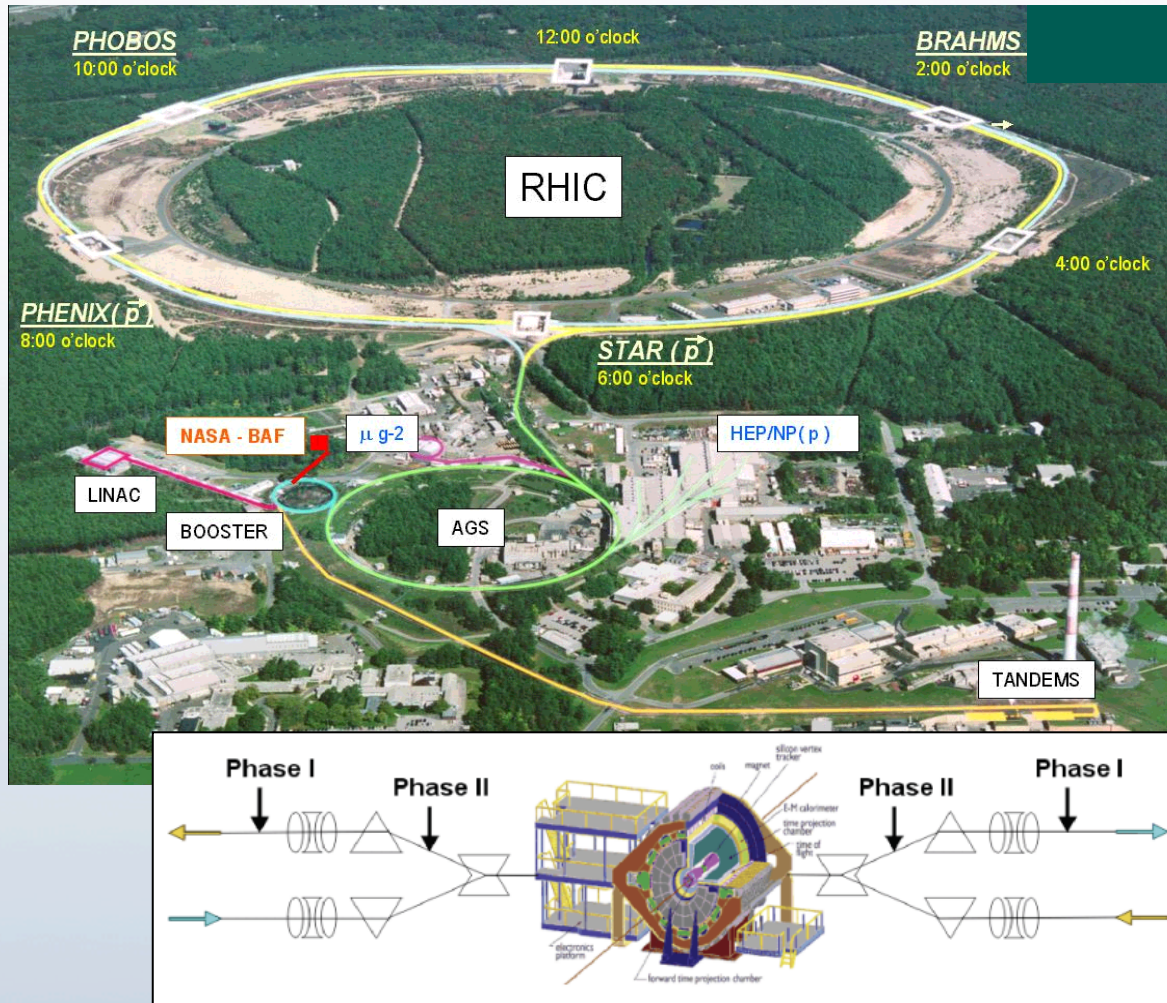 PHOBOS
10:00 o'clock
12:00 o'clock
BRAHMS
2:00 o'clock
RHIC
4:00 o'clock
PHENIX(p)
8:00 o'clock
STAR (p)
6:00 o'clock
NASA - BAF
μ g-2
HEP/NP( p )
LINAC
BOOSTER
AGS
TANDEMS
Phase I
Phase II
coils
magnet
silicon vertex
tracker
E-M calorimeter
time projection
chamber
time of
flight
electronics
platform
forward time projection chamber
Phase II
Phase I